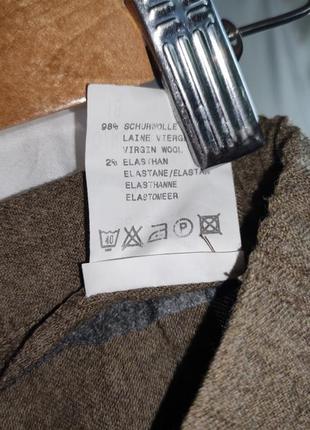 98% SCHURWOLLE
LAINE VIERGE
VIRGIN WOOL
2% ELASTHAN
ELASTANE/ELASTAN
ELASTHANNE
ELASTOMEER
40 P